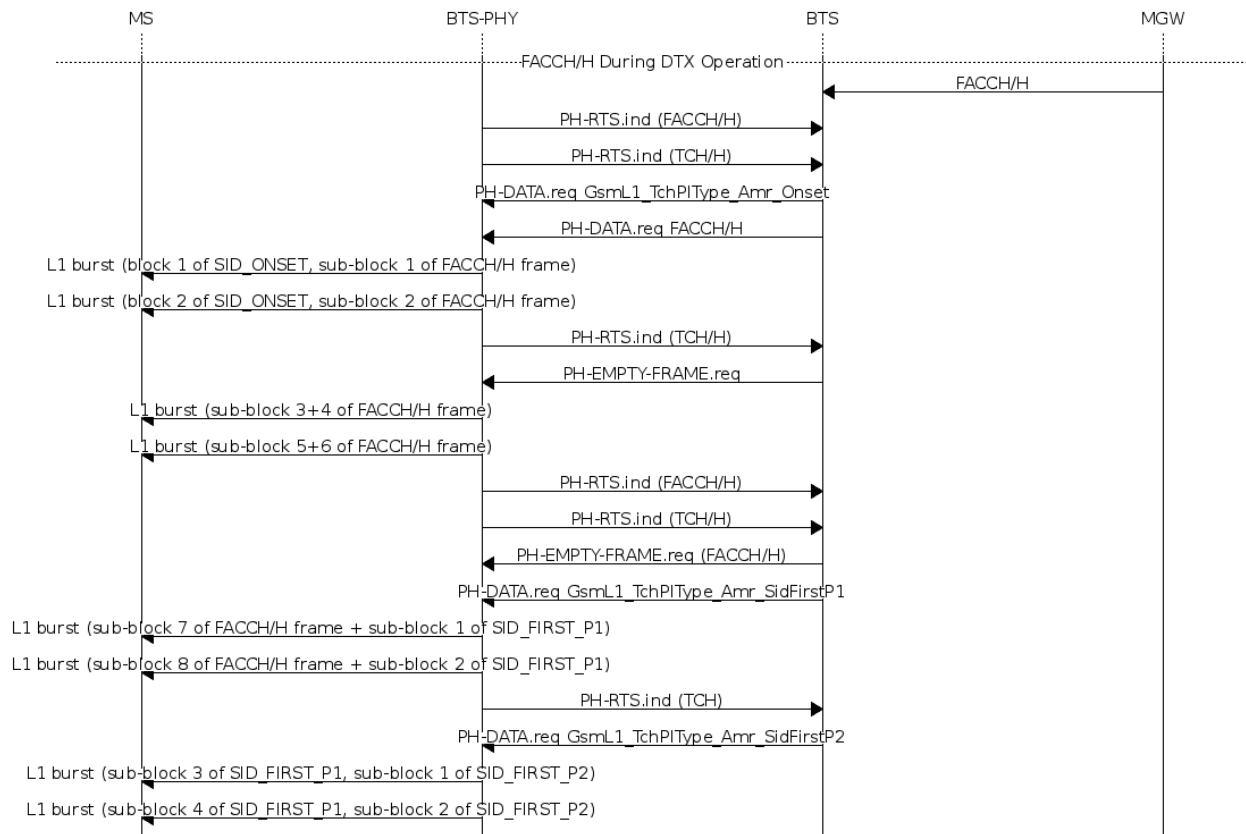 MS BTS-PHY BTS MGW
FACCH/H During DTX Operation
FACCH/H
PH-RTS.ind (FACCH/H)
PH-RTS.ind (TCH/H)
PH-DATA.req GsmL1_TchPlType_Amr_Onset
PH-DATA.req FACCH/H
L1 burst (block 1 of SID_ONSET, sub-block 1 of FACCH/H frame)
L1 burst (block 2 of SID_ONSET, sub-block 2 of FACCH/H frame)
PH-RTS.ind (TCH/H)
PH-EMPTY-FRAME.req
L1 burst (sub-block 3+4 of FACCH/H frame)
L1 burst (sub-block 5+6 of FACCH/H frame)
PH-RTS.ind (FACCH/H)
PH-RTS.ind (TCH/H)
PH-EMPTY-FRAME.req (FACCH/H)
PH-DATA.req GsmL1_TchPlType_Amr_SidFirstP1
L1 burst (sub-block 7 of FACCH/H frame + sub-block 1 of SID_FIRST_P1)
L1 burst (sub-block 8 of FACCH/H frame + sub-block 2 of SID_FIRST_P1)
PH-RTS.ind (TCH)
PH-DATA.req GsmL1_TchPlType_Amr_SidFirstP2
L1 burst (sub-block 3 of SID_FIRST_P1, sub-block 1 of SID_FIRST_P2)
L1 burst (sub-block 4 of SID_FIRST_P1, sub-block 2 of SID_FIRST_P2)